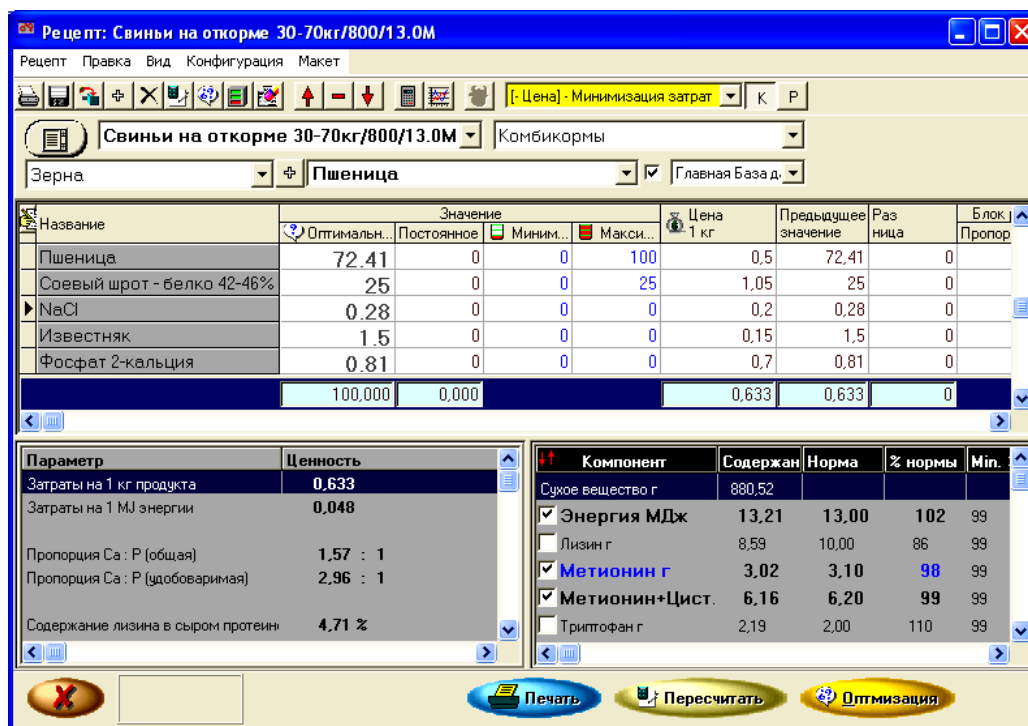 Рецепт: Свиньи на откорме 30-70кг/800/13.0М
Рецепт Правка Вид Конфигурация Макет
[- Цена] - Минимизация затрат К Р
Свиньи на откорме 30-70кг/800/13.0М Комбикормы
Зерна Пшеница Главная База д.
Название Значение Цена 1 кг Предыдущее значение Раз ница Блок
Оптимальн... Постоянное Миним... Макси... Пропор
Пшеница 72.41 0 0 100 0,5 72,41 0
Соевый шрот - белко 42-46% 25 0 0 25 1,05 25 0
NaCl 0.28 0 0 0 0,2 0,28 0
Известняк 1.5 0 0 0 0,15 1,5 0
Фосфат 2-кальция 0.81 0 0 0 0,7 0,81 0
100,000 0,000 0,633 0,633 0
Параметр Ценность
Затраты на 1 кг продукта 0,633
Затраты на 1 MJ энергии 0,048
Пропорция Ca : P (общая) 1,57 : 1
Пропорция Ca : P (удобоваримая) 2,96 : 1
Содержание лизина в сыром протеин 4,71 %
Компонент Содержан Норма % нормы Min.
Сухое вещество г 880,52
Энергия МДж 13,21 13,00 102 99
Лизин г 8,59 10,00 86 99
Метионин г 3,02 3,10 98 99
Метионин+Цист. 6,16 6,20 99 99
Триптофан г 2,19 2,00 110 99
Печать Пересчитать Оптмизация